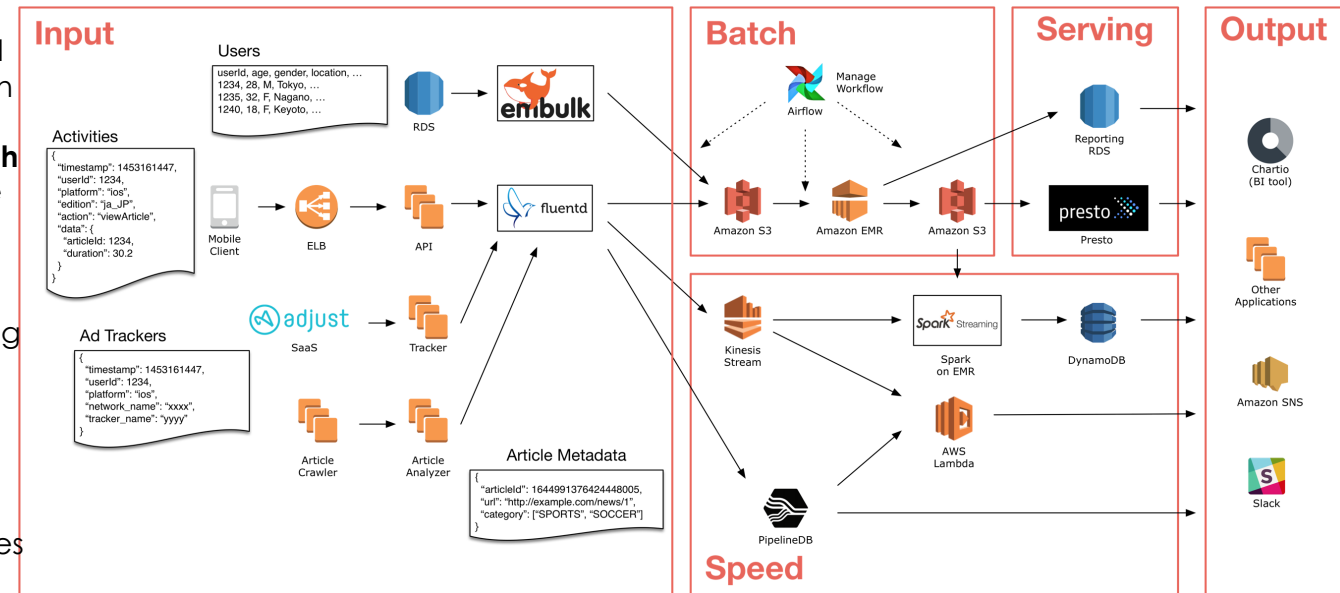 Input
Users
userId, age, gender, location, …
1234, 28, M, Tokyo, …
1235, 32, F, Nagano, …
1240, 18, F, Keyoto, …
RDS
embulk
Activities
{
"timestamp": 1453161447,
"userId": 1234,
"platform": "ios",
"edition": "ja_JP",
"action": "viewArticle",
"data": {
"articleId: 1234,
"duration": 30.2
}
}
Mobile
Client
ELB
API
fluentd
adjust
SaaS
Tracker
Ad Trackers
{
"timestamp": 1453161447,
"userId": 1234,
"platform": "ios",
"network_name": "xxxx",
"tracker_name": "yyyy"
}
Article
Crawler
Article
Analyzer
Article Metadata
{
"articleId": 1644991376424448005,
"url": "http://example.com/news/1",
"category": ["SPORTS", "SOCCER"]
}
Batch
Airflow
Manage
Workflow
Amazon S3
Amazon EMR
Amazon S3
Serving
Reporting
RDS
presto
Presto
Speed
Kinesis
Stream
Spark Streaming
Spark
on EMR
DynamoDB
AWS
Lambda
PipelineDB
Output
Chartio
(BI tool)
Other
Applications
Amazon SNS
S
Slack